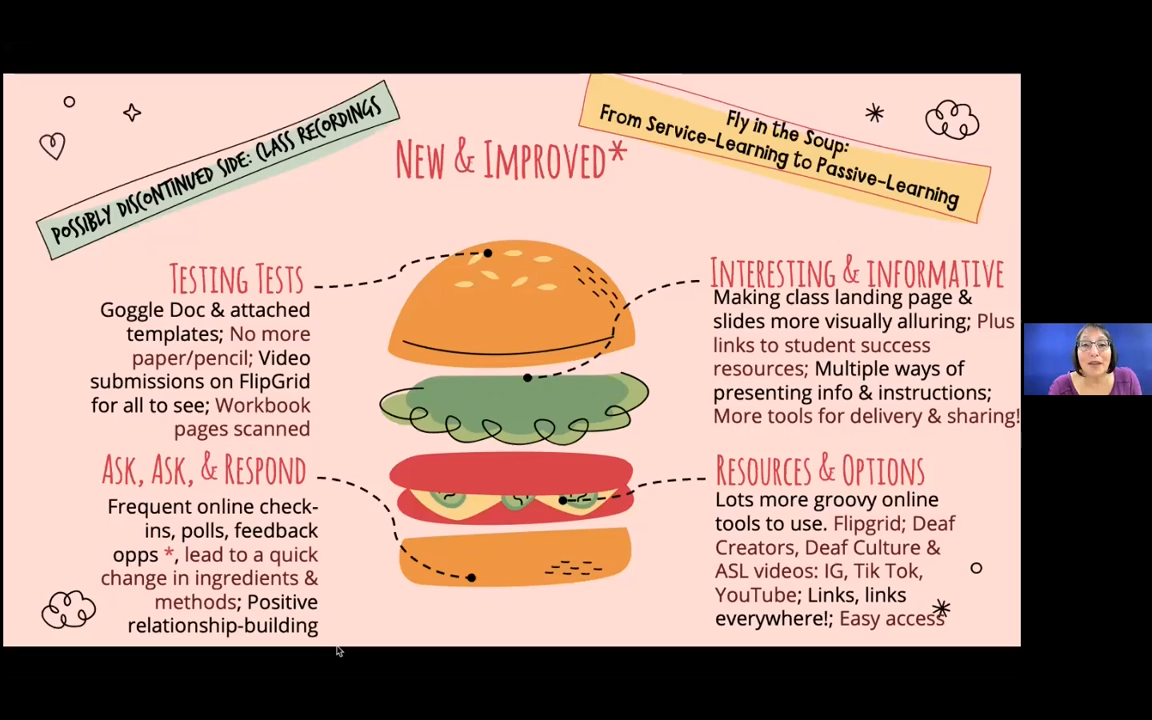 POSSIBLY DISCONTINUED SIDE: CLASS RECORDINGS
NEW & IMPROVED*
Fly in the Soup:
From Service-Learning to Passive-Learning
TESTING TESTS
Goggle Doc & attached
templates; No more
paper/pencil; Video
submissions on FlipGrid
for all to see; Workbook
pages scanned
INTERESTING & INFORMATIVE
Making class landing page &
slides more visually alluring; Plus
links to student success
resources; Multiple ways of
presenting info & instructions;
More tools for delivery & sharing!
ASK, ASK, & RESPOND
Frequent online check-
ins, polls, feedback
opps *, lead to a quick
change in ingredients &
methods; Positive
relationship-building
RESOURCES & OPTIONS
Lots more groovy online
tools to use. Flipgrid; Deaf
Creators, Deaf Culture &
ASL videos: IG, Tik Tok,
YouTube; Links, links
everywhere!; Easy access